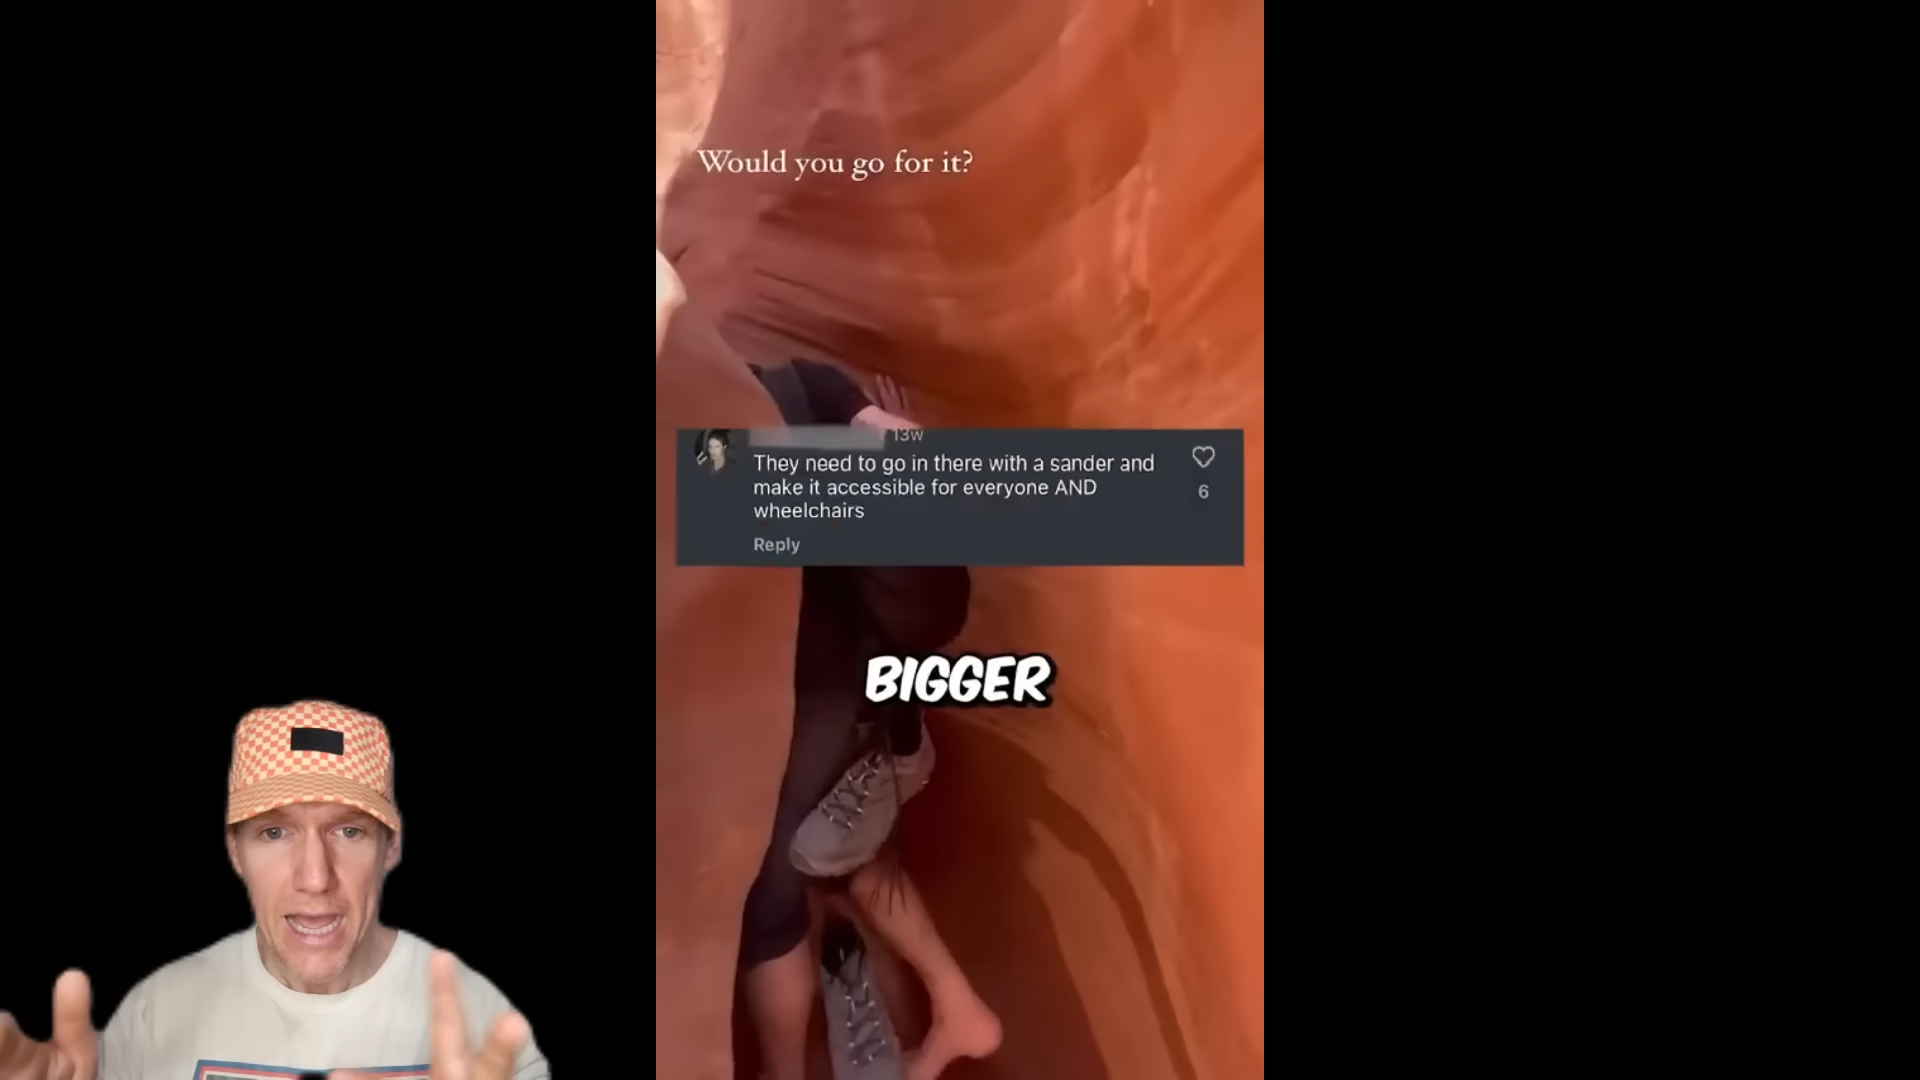 Would you go for it?
13w
They need to go in there with a sander and
make it accessible for everyone AND
wheelchairs
6
Reply
BIGGER